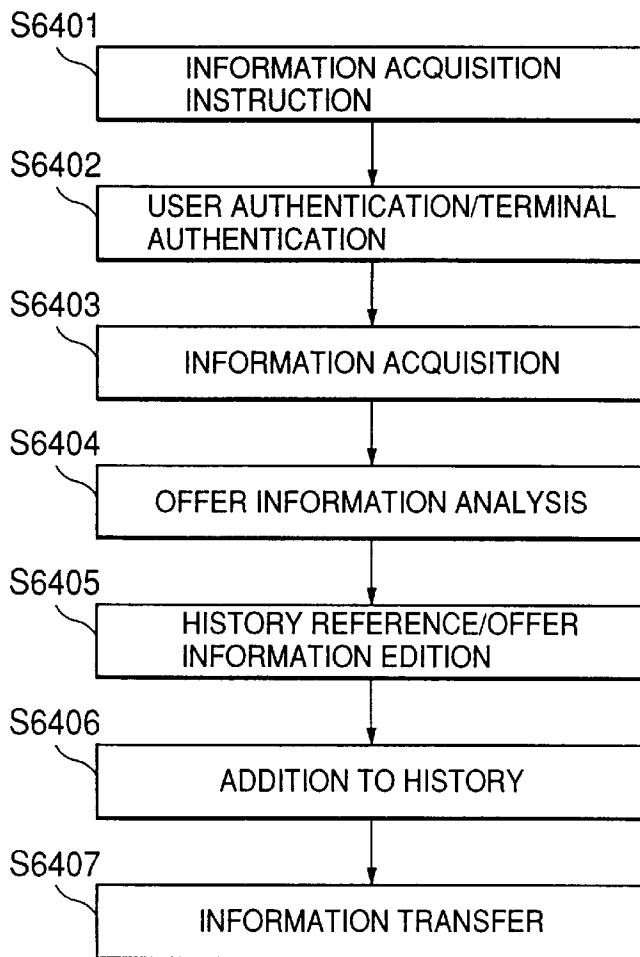 S6401
INFORMATION ACQUISITION
INSTRUCTION
S6402
USER AUTHENTICATION/TERMINAL
AUTHENTICATION
S6403
INFORMATION ACQUISITION
S6404
OFFER INFORMATION ANALYSIS
S6405
HISTORY REFERENCE/OFFER
INFORMATION EDITION
S6406
ADDITION TO HISTORY
S6407
INFORMATION TRANSFER